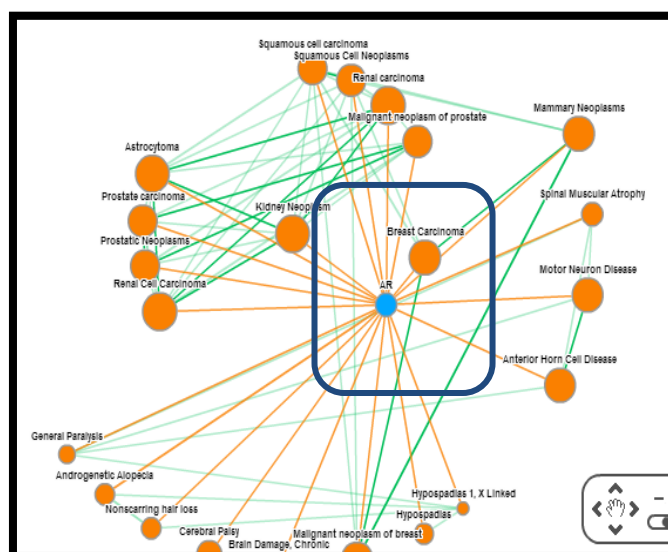 Squamous cell carcinoma
Squamous Cell Neoplasms
Renal carcinoma
Mammary Neoplasms
Malignant neoplasm of prostate
Astrocytoma
Prostate carcinoma
Spinal Muscular Atrophy
Kidney Neoplasm
Breast Carcinoma
Prostatic Neoplasms
Motor Neuron Disease
Renal Cell Carcinoma
AR
Anterior Horn Cell Disease
General Paralysis
Androgenetic Alopecia
Hypospadias 1, X Linked
Nonscarring hair loss
Hypospadias
Cerebral Palsy
Malignant neoplasm of breast
Brain Damage, Chronic